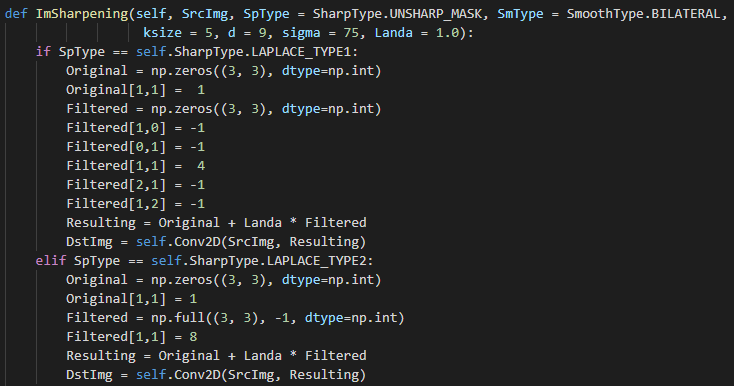 def ImSharpening(self, SrcImg, SpType = SharpType.UNSHARP_MASK, SmType = SmoothType.BILATERAL,
ksize = 5, d = 9, sigma = 75, Landa = 1.0):
if SpType == self.SharpType.LAPLACE_TYPE1:
Original = np.zeros((3, 3), dtype=np.int)
Original[1,1] =  1
Filtered = np.zeros((3, 3), dtype=np.int)
Filtered[1,0] = -1
Filtered[0,1] = -1
Filtered[1,1] =  4
Filtered[2,1] = -1
Filtered[1,2] = -1
Resulting = Original + Landa * Filtered
DstImg = self.Conv2D(SrcImg, Resulting)
elif SpType == self.SharpType.LAPLACE_TYPE2:
Original = np.zeros((3, 3), dtype=np.int)
Original[1,1] = 1
Filtered = np.full((3, 3), -1, dtype=np.int)
Filtered[1,1] = 8
Resulting = Original + Landa * Filtered
DstImg = self.Conv2D(SrcImg, Resulting)